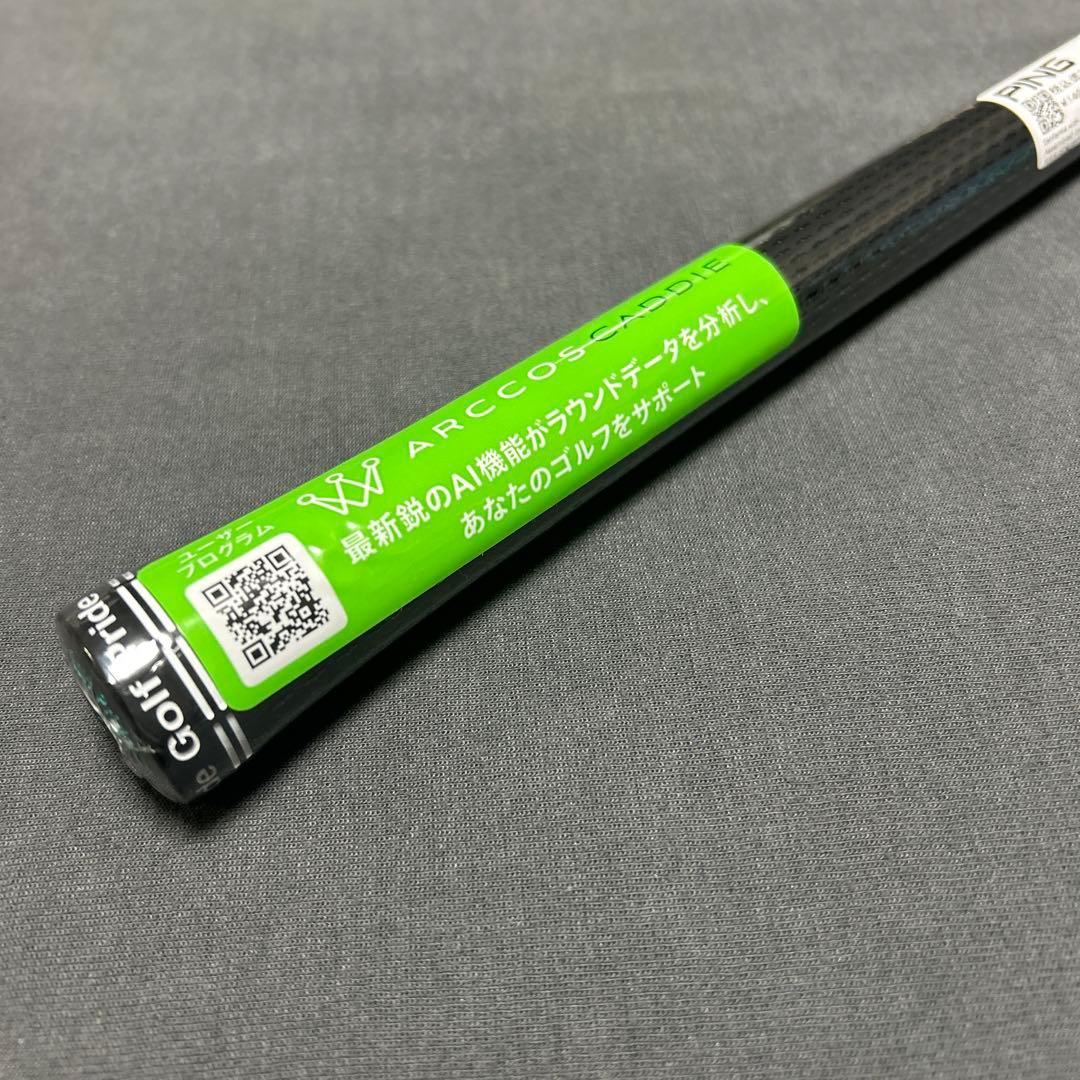 ARCCOS CADDIE
最新鋭のAI機能がラウンドデータを分析し、
あなたのゴルフをサポート
ユーザー
プログラム
Golf Pride
PING